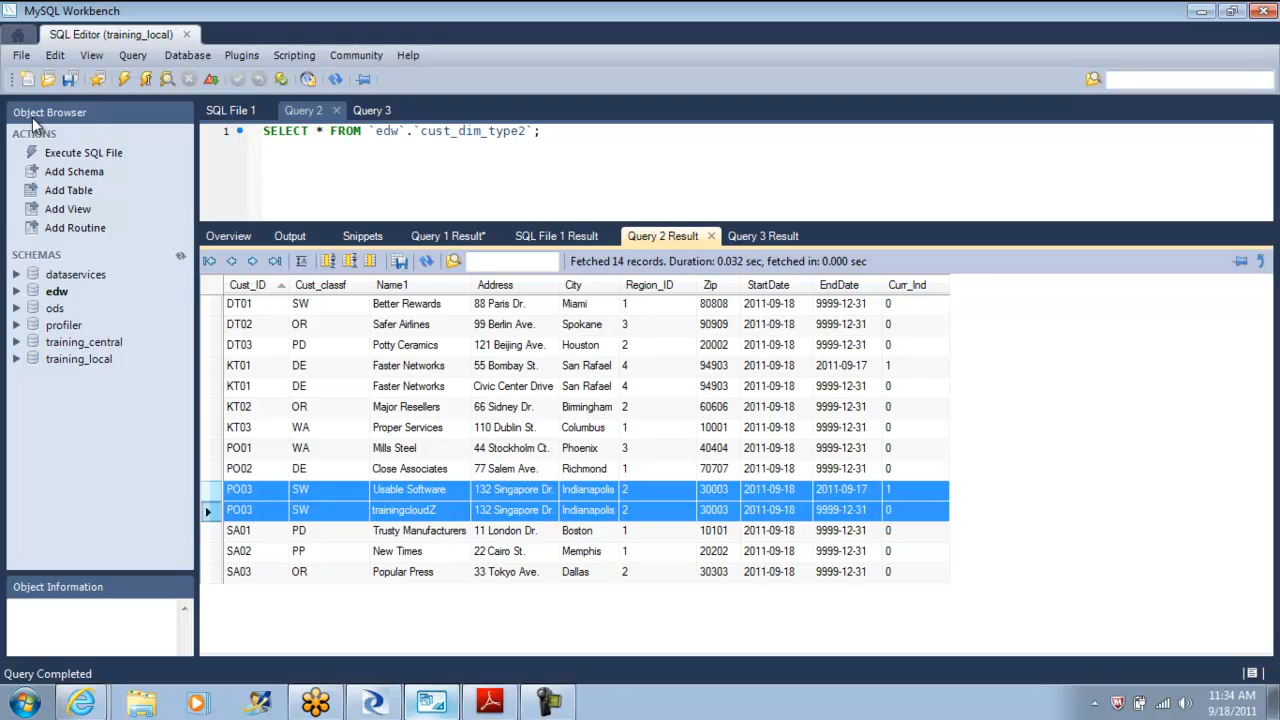 MySQL Workbench
SQL Editor (training_local)
File Edit View Query Database Plugins Scripting Community Help
Object Browser
SQL File 1 Query 2 Query 3
ACTIONS
1 SELECT * FROM `edw`.`cust_dim_type2`;
Execute SQL File
Add Schema
Add Table
Add View
Add Routine
Overview Output Snippets Query 1 Result* SQL File 1 Result Query 2 Result Query 3 Result
SCHEMAS
Fetched 14 records. Duration: 0.032 sec, fetched in: 0.000 sec
dataservices
edw
ods
profiler
training_central
training_local
Cust_ID Cust_classf Name1 Address City Region_ID Zip StartDate EndDate Curr_Ind
DT01 SW Better Rewards 88 Paris Dr. Miami 1 80808 2011-09-18 9999-12-31 0
DT02 OR Safer Airlines 99 Berlin Ave. Spokane 3 90909 2011-09-18 9999-12-31 0
DT03 PD Potty Ceramics 121 Beijing Ave. Houston 2 20002 2011-09-18 9999-12-31 0
KT01 DE Faster Networks 55 Bombay St. San Rafael 4 94903 2011-09-18 2011-09-17 1
KT01 DE Faster Networks Civic Center Drive San Rafael 4 94903 2011-09-18 9999-12-31 0
KT02 OR Major Resellers 66 Sidney Dr. Birmingham 2 60606 2011-09-18 9999-12-31 0
KT03 WA Proper Services 110 Dublin St. Columbus 1 10001 2011-09-18 9999-12-31 0
PO01 WA Mills Steel 44 Stockholm Ct. Phoenix 3 40404 2011-09-18 9999-12-31 0
PO02 DE Close Associates 77 Salem Ave. Richmond 1 70707 2011-09-18 9999-12-31 0
PO03 SW Usable Software 132 Singapore Dr. Indianapolis 2 30003 2011-09-18 2011-09-17 1
PO03 SW trainingcloudZ 132 Singapore Dr. Indianapolis 2 30003 2011-09-18 9999-12-31 0
SA01 PD Trusty Manufacturers 11 London Dr. Boston 1 10101 2011-09-18 9999-12-31 0
SA02 PP New Times 22 Cairo St. Memphis 1 20202 2011-09-18 9999-12-31 0
SA03 OR Popular Press 33 Tokyo Ave. Dallas 2 30303 2011-09-18 9999-12-31 0
Object Information
Query Completed
11:34 AM
9/18/2011